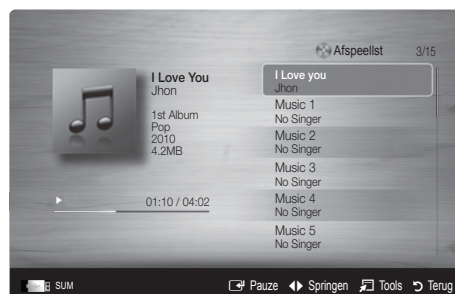 Afspeellst 3/15
I Love You
Jhon
1st Album
Pop
2010
4.2MB
01:10 / 04:02
I Love you
Jhon
Music 1
No Singer
Music 2
No Singer
Music 3
No Singer
Music 4
No Singer
Music 5
No Singer
SUM
Pauze Springen Tools Terug